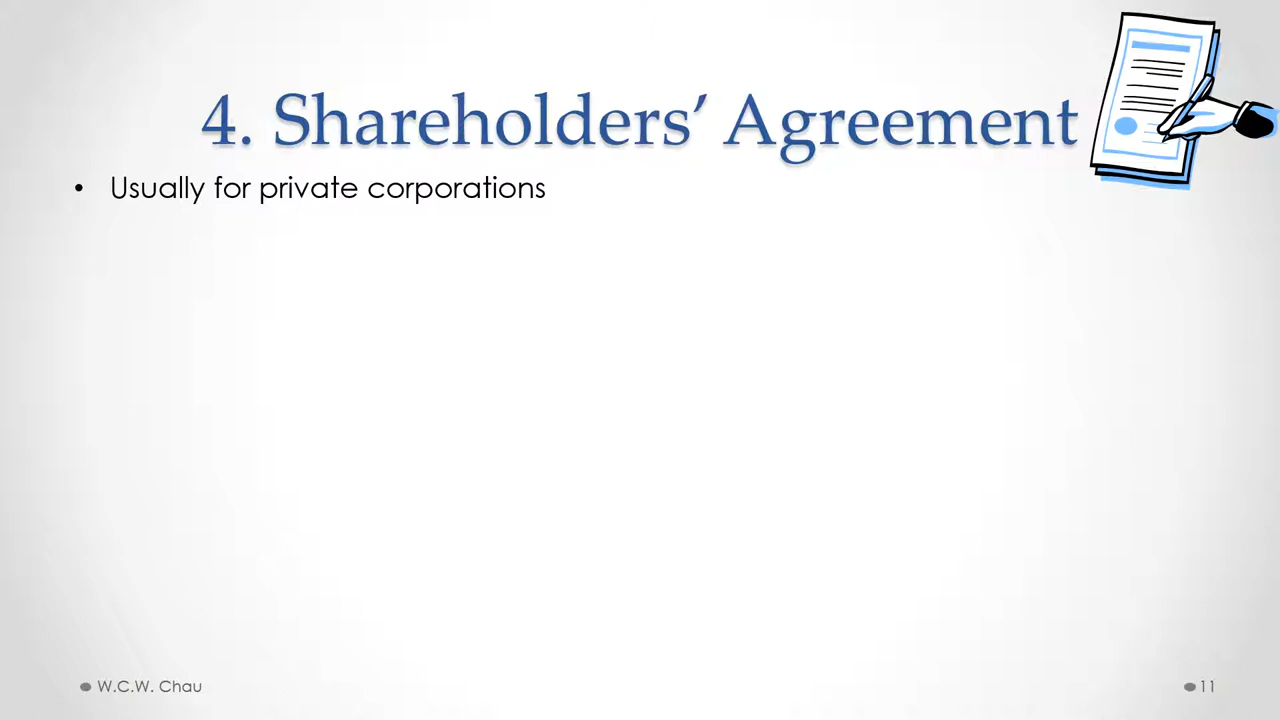 4. Shareholders’ Agreement
• Usually for private corporations
W.C.W. Chau
11